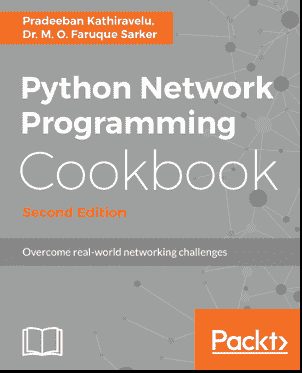 Pradeeban Kathiravelu,
Dr. M. O. Faruque Sarker
Python Network
Programming
Cookbook
Second Edition
Overcome real-world networking challenges
Packt>